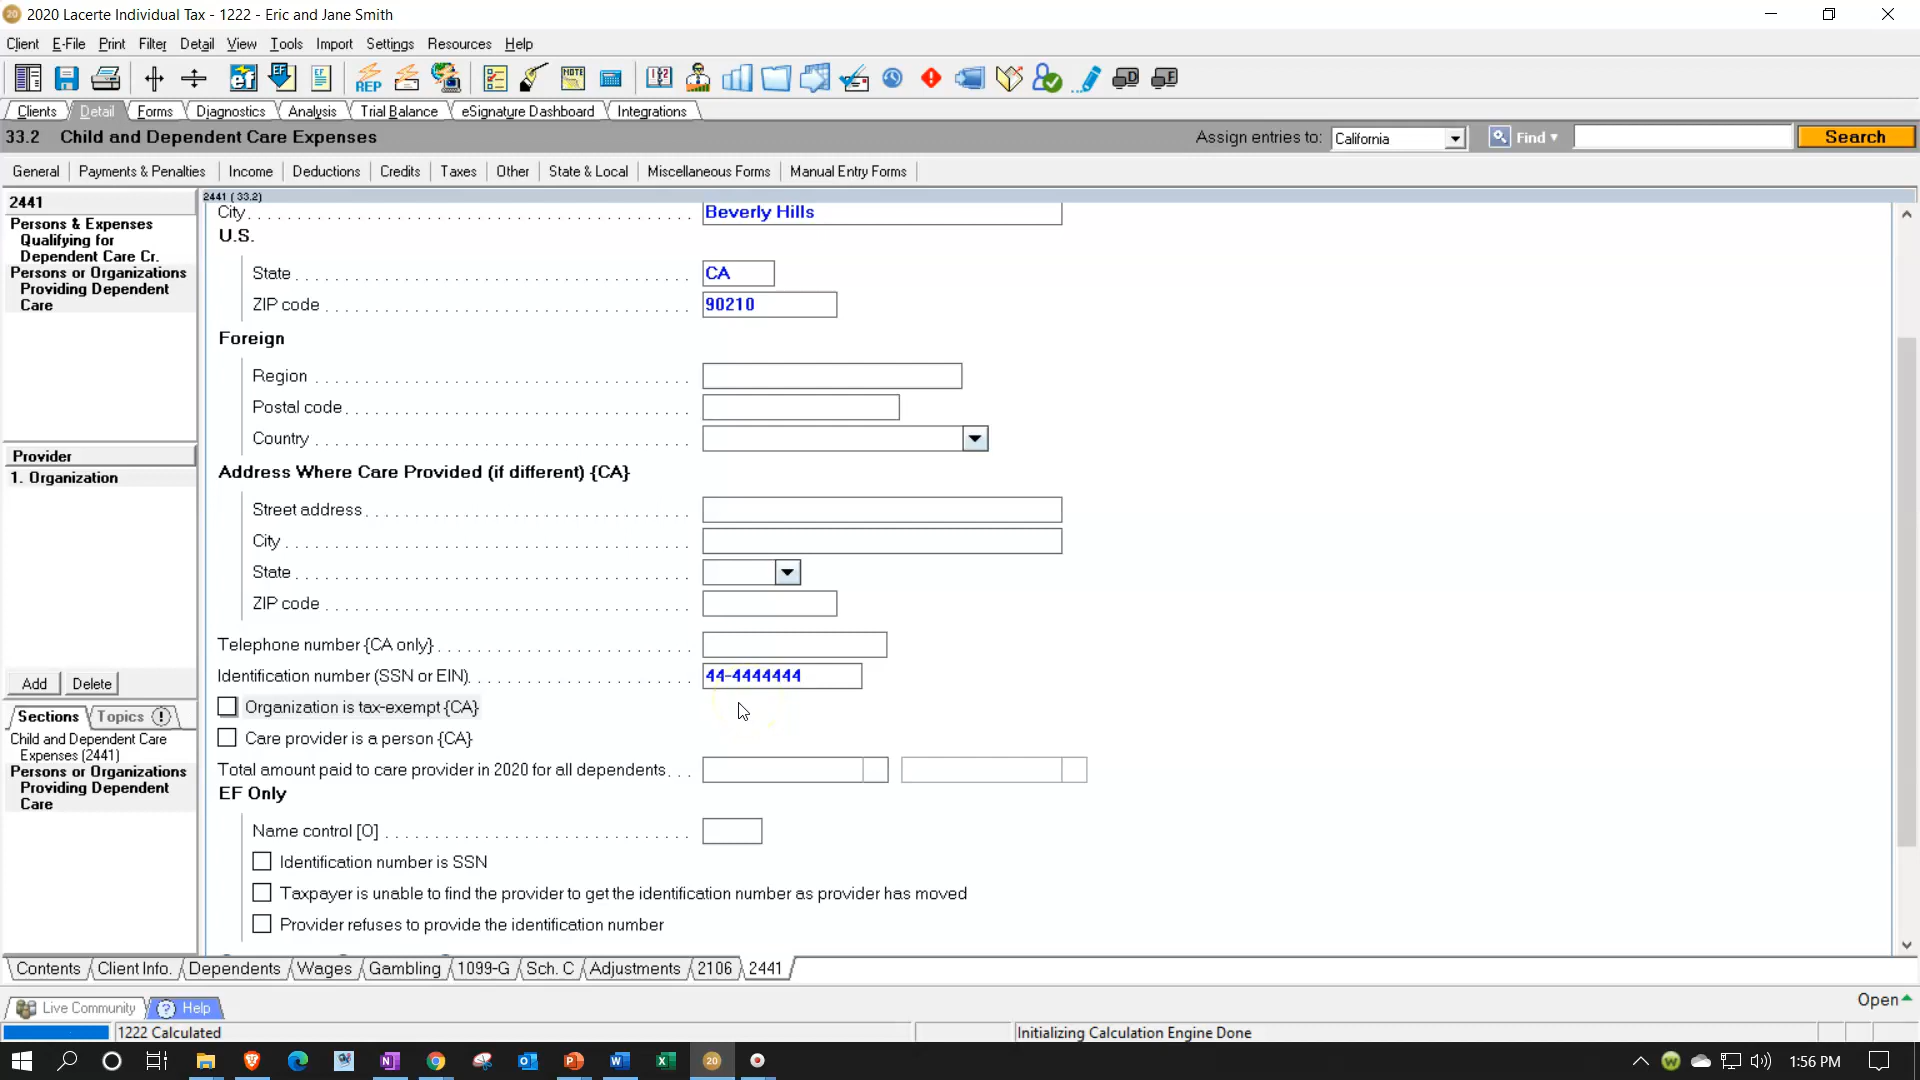 20 2020 Lacerte Individual Tax - 1222 - Eric and Jane Smith
Client E-File Print Filter Detail View Tools Import Settings Resources Help
Clients Detail Forms Diagnostics Analysis Trial Balance eSignature Dashboard Integrations
33.2 Child and Dependent Care Expenses Assign entries to: California Find Search
General Payments & Penalties Income Deductions Credits Taxes Other State & Local Miscellaneous Forms Manual Entry Forms
2441
Persons & Expenses
Qualifying for
Dependent Care Cr.
Persons or Organizations
Providing Dependent
Care
Provider
1. Organization
Add Delete
Sections Topics
Child and Dependent Care
Expenses (2441)
Persons or Organizations
Providing Dependent
Care
2441 (33.2)
City Beverly Hills
U.S.
State CA
ZIP code 90210
Foreign
Region
Postal code
Country
Address Where Care Provided (if different) {CA}
Street address
City
State
ZIP code
Telephone number {CA only}
Identification number (SSN or EIN) 44-4444444
Organization is tax-exempt {CA}
Care provider is a person {CA}
Total amount paid to care provider in 2020 for all dependents
EF Only
Name control [O]
Identification number is SSN
Taxpayer is unable to find the provider to get the identification number as provider has moved
Provider refuses to provide the identification number
Contents Client Info. Dependents Wages Gambling 1099-G Sch. C Adjustments 2106 2441
Live Community Help Open
1222 Calculated Initializing Calculation Engine Done
1:56 PM